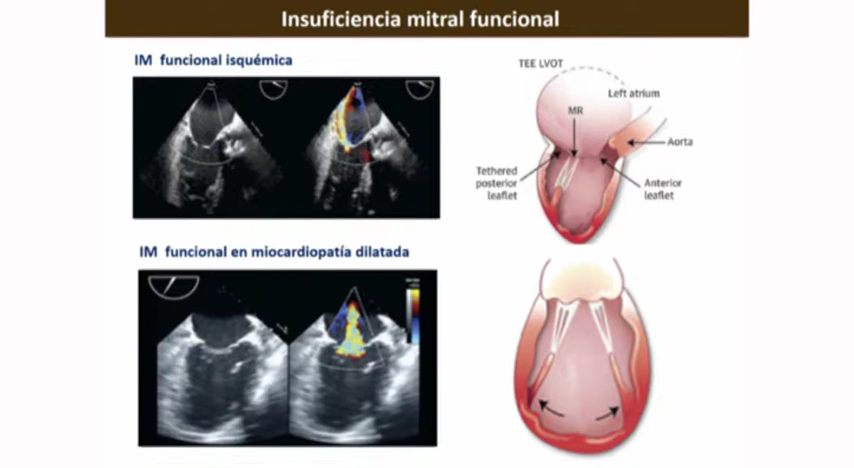 Insuficiencia mitral funcional
IM funcional isquémica
TEE LVOT
Left atrium
MR
Aorta
Tethered
posterior
leaflet
Anterior
leaflet
IM funcional en miocardiopatía dilatada